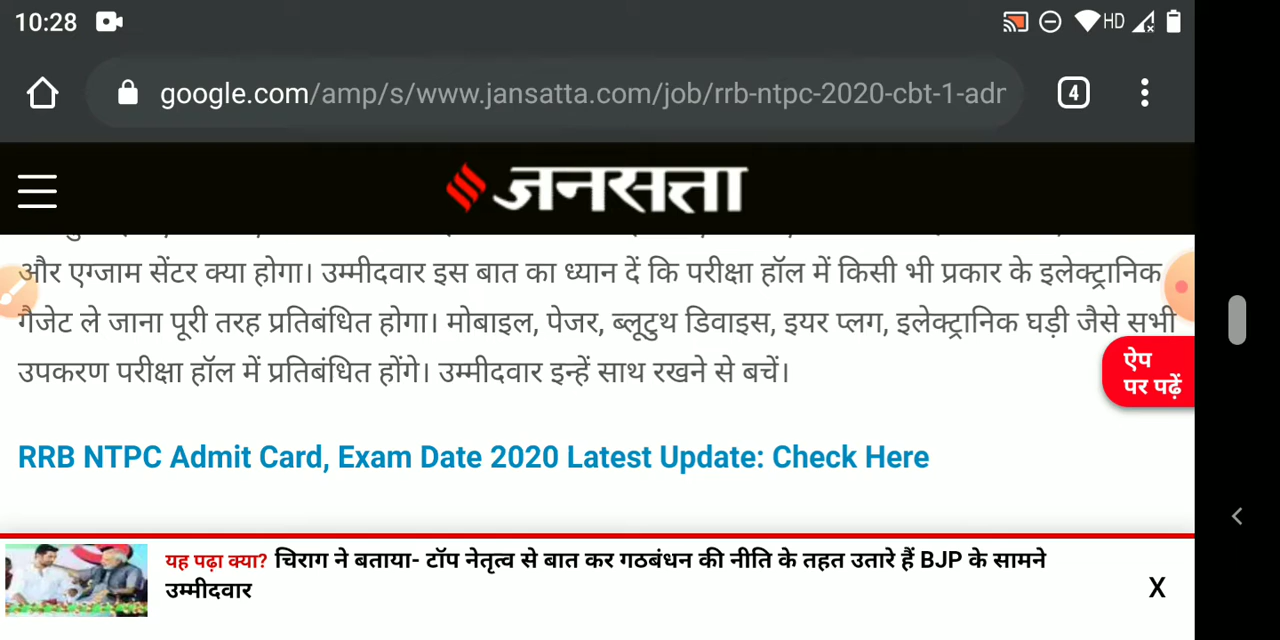 10:28
HD
google.com/amp/s/www.jansatta.com/job/rrb-ntpc-2020-cbt-1-adr
4
जनसत्ता
और एग्जाम सेंटर क्या होगा। उम्मीदवार इस बात का ध्यान दें कि परीक्षा हॉल में किसी भी प्रकार के इलेक्ट्रानिक
गैजेट ले जाना पूरी तरह प्रतिबंधित होगा। मोबाइल, पेजर, ब्लूटुथ डिवाइस, इयर प्लग, इलेक्ट्रानिक घड़ी जैसे सभी
उपकरण परीक्षा हॉल में प्रतिबंधित होंगे। उम्मीदवार इन्हें साथ रखने से बचें।
ऐप
पर पढ़ें
RRB NTPC Admit Card, Exam Date 2020 Latest Update: Check Here
यह पढ़ा क्या? चिराग ने बताया- टॉप नेतृत्व से बात कर गठबंधन की नीति के तहत उतारे हैं BJP के सामने
उम्मीदवार
X